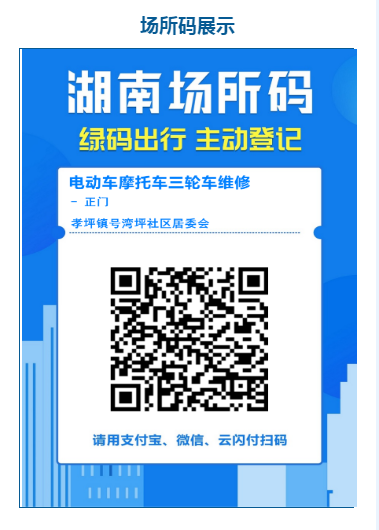 场所码展示
湖南场所码
绿码出行 主动登记
电动车摩托车三轮车维修
- 正门
孝坪镇号湾坪社区居委会
请用支付宝、微信、云闪付扫码